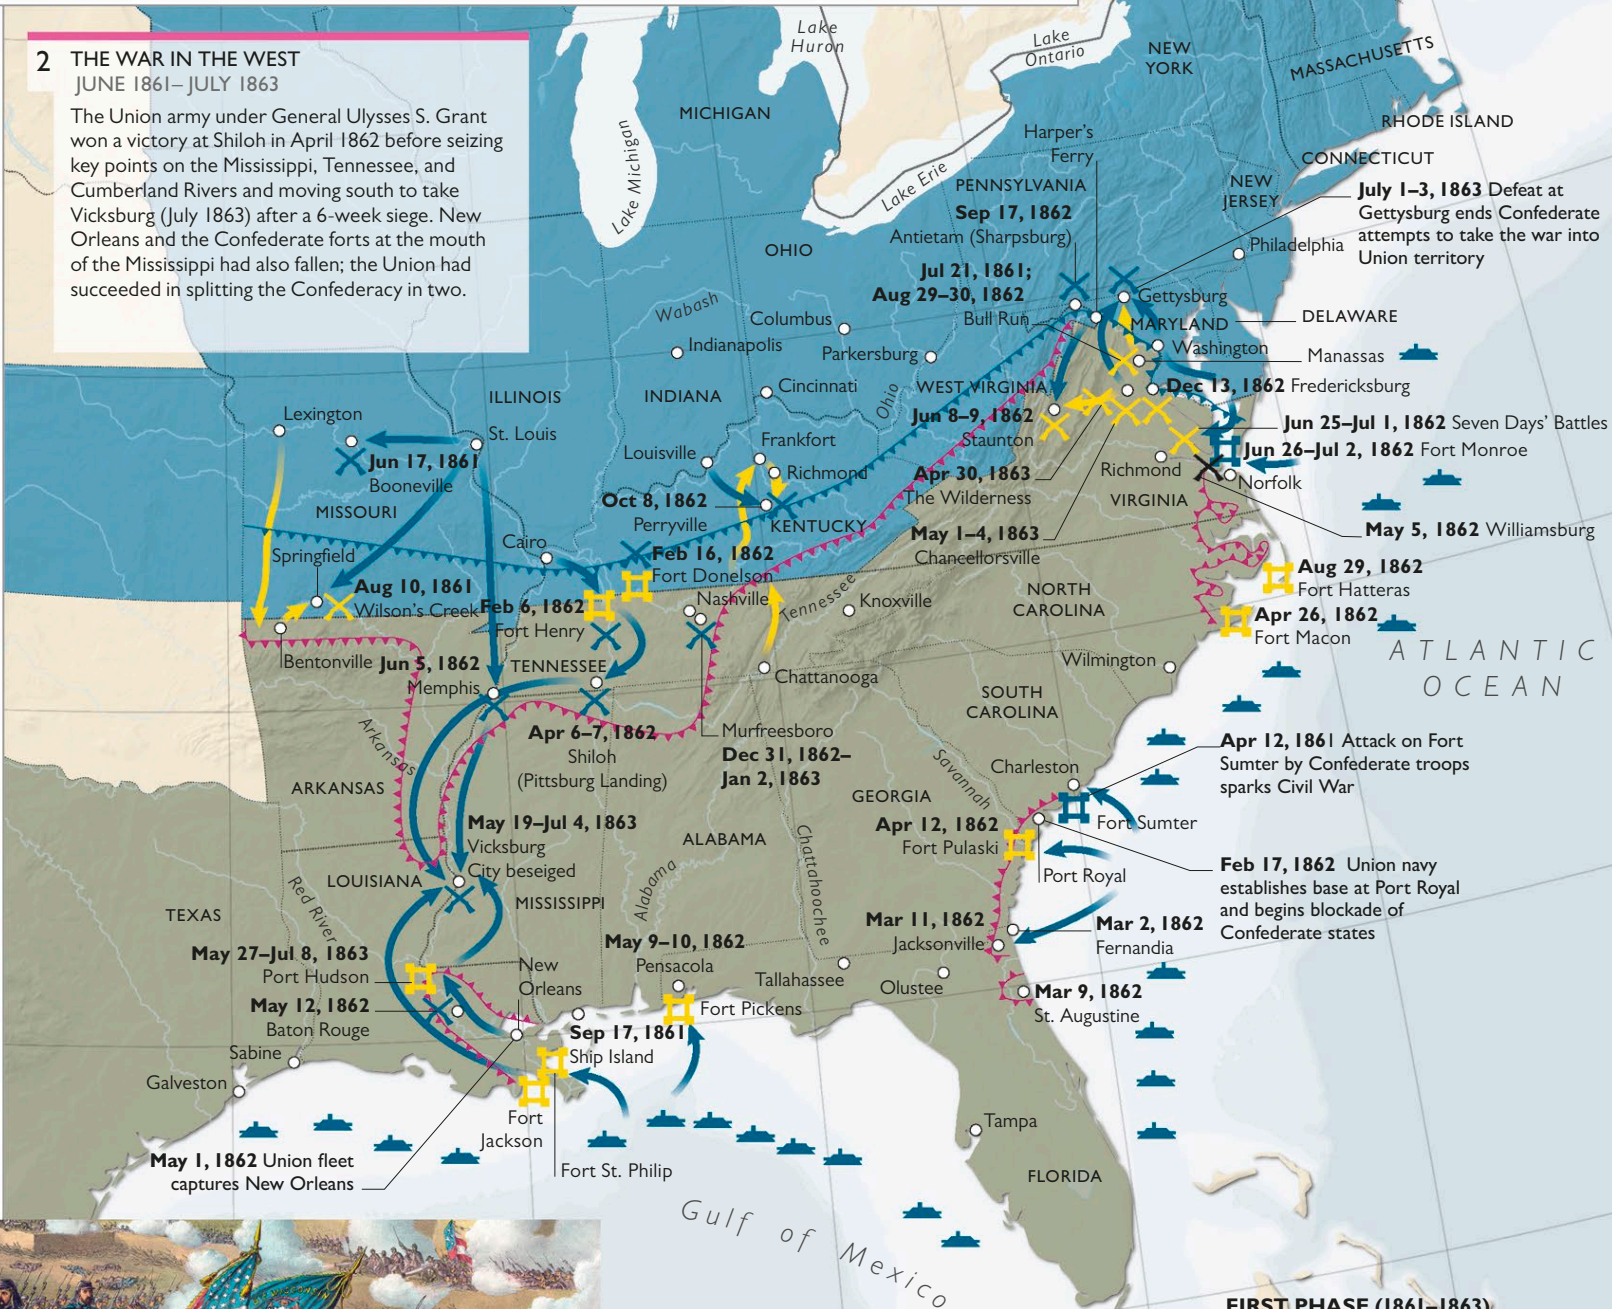 2 THE WAR IN THE WEST
JUNE 1861–JULY 1863
The Union army under General Ulysses S. Grant
won a victory at Shiloh in April 1862 before seizing
key points on the Mississippi, Tennessee, and
Cumberland Rivers and moving south to take
Vicksburg (July 1863) after a 6-week siege. New
Orleans and the Confederate forts at the mouth
of the Mississippi had also fallen; the Union had
succeeded in splitting the Confederacy in two.
Lake
Huron
Lake
Ontario
NEW
YORK
MASSACHUSETTS
MICHIGAN
Lake Michigan
Lake Erie
Harper's
Ferry
RHODE ISLAND
CONNECTICUT
NEW
JERSEY
PENNSYLVANIA
Sep 17, 1862
Antietam (Sharpsburg)
July 1–3, 1863 Defeat at
Gettysburg ends Confederate
attempts to take the war into
Union territory
OHIO
Philadelphia
Jul 21, 1861;
Aug 29–30, 1862
Bull Run
Gettysburg
Wabash
Columbus
MARYLAND
DELAWARE
Indianapolis
Parkersburg
Washington
Manassas
Cincinnati
ILLINOIS
INDIANA
Ohio
WEST VIRGINIA
Dec 13, 1862 Fredericksburg
Lexington
St. Louis
Jun 8–9, 1862
Staunton
Jun 25–Jul 1, 1862 Seven Days' Battles
Frankfort
Louisville
Jun 26–Jul 2, 1862 Fort Monroe
Jun 17, 1861
Booneville
Richmond
Apr 30, 1863
The Wilderness
Richmond
Norfolk
MISSOURI
Oct 8, 1862
Perryville
KENTUCKY
VIRGINIA
May 5, 1862 Williamsburg
May 1–4, 1863
Chancellorsville
Cairo
Springfield
Feb 16, 1862
Fort Donelson
Aug 29, 1862
Fort Hatteras
Aug 10, 1861
Wilson's Creek
Feb 6, 1862
Fort Henry
Nashville
Tennessee
Knoxville
NORTH
CAROLINA
Apr 26, 1862
Fort Macon
ATLANTIC
OCEAN
Bentonville
Jun 5, 1862
Memphis
TENNESSEE
Chattanooga
Wilmington
SOUTH
CAROLINA
Arkansas
Apr 6–7, 1862
Shiloh
(Pittsburg Landing)
Murfreesboro
Dec 31, 1862–
Jan 2, 1863
Savannah
Charleston
Apr 12, 1861 Attack on Fort
Sumter by Confederate troops
sparks Civil War
ARKANSAS
GEORGIA
Fort Sumter
May 19–Jul 4, 1863
Vicksburg
City beseiged
ALABAMA
Chattahoochee
Apr 12, 1862
Fort Pulaski
Port Royal
Feb 17, 1862 Union navy
establishes base at Port Royal
and begins blockade of
Confederate states
LOUISIANA
Red River
Alabama
TEXAS
MISSISSIPPI
Mar 11, 1862
Jacksonville
Mar 2, 1862
Fernandia
May 27–Jul 8, 1863
Port Hudson
May 9–10, 1862
Pensacola
New
Orleans
Tallahassee
Olustee
May 12, 1862
Baton Rouge
Fort Pickens
Mar 9, 1862
St. Augustine
Sep 17, 1861
Ship Island
Sabine
Galveston
Fort
Jackson
Tampa
May 1, 1862 Union fleet
captures New Orleans
Fort St. Philip
FLORIDA
Gulf of Mexico
FIRST PHASE (1861–1863)